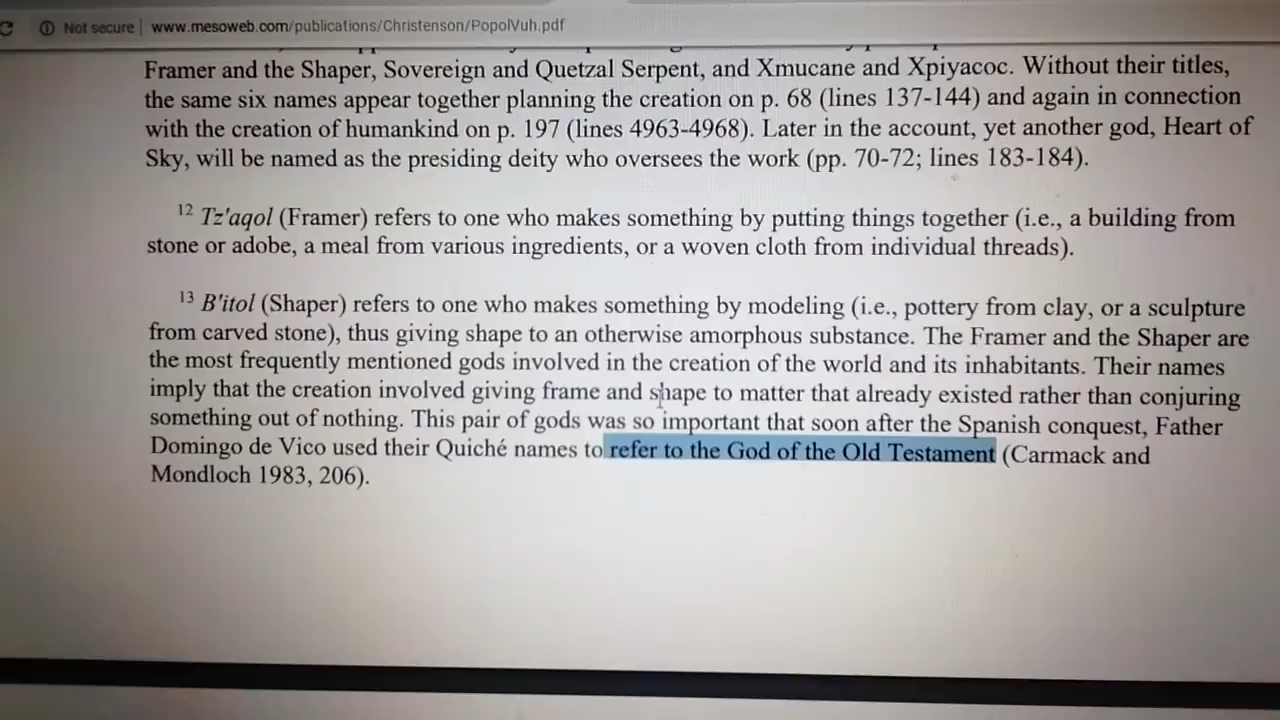 Not secure | www.mesoweb.com/publications/Christenson/PopolVuh.pdf
Framer and the Shaper, Sovereign and Quetzal Serpent, and Xmucane and Xpiyacoc. Without their titles,
the same six names appear together planning the creation on p. 68 (lines 137-144) and again in connection
with the creation of humankind on p. 197 (lines 4963-4968). Later in the account, yet another god, Heart of
Sky, will be named as the presiding deity who oversees the work (pp. 70-72; lines 183-184).
12 Tz'aqol (Framer) refers to one who makes something by putting things together (i.e., a building from
stone or adobe, a meal from various ingredients, or a woven cloth from individual threads).
13 B'itol (Shaper) refers to one who makes something by modeling (i.e., pottery from clay, or a sculpture
from carved stone), thus giving shape to an otherwise amorphous substance. The Framer and the Shaper are
the most frequently mentioned gods involved in the creation of the world and its inhabitants. Their names
imply that the creation involved giving frame and shape to matter that already existed rather than conjuring
something out of nothing. This pair of gods was so important that soon after the Spanish conquest, Father
Domingo de Vico used their Quiché names to refer to the God of the Old Testament (Carmack and
Mondloch 1983, 206).